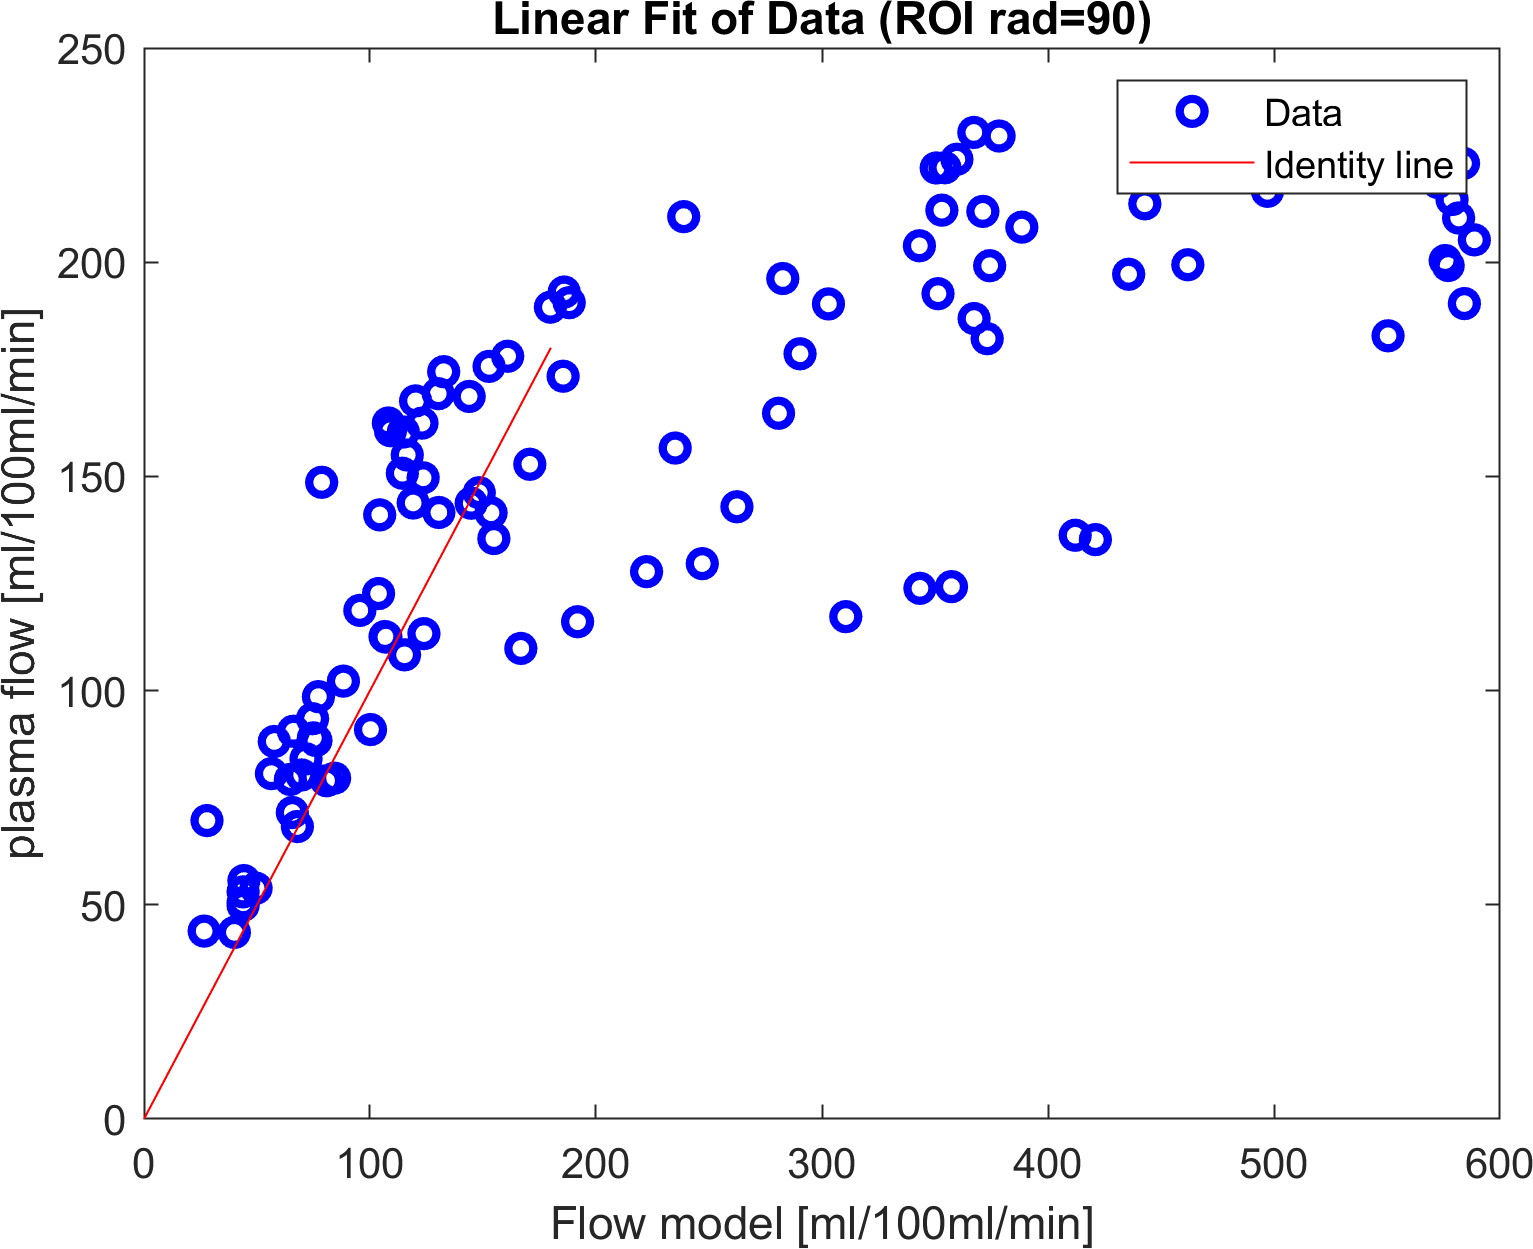 Linear Fit of Data (ROI rad=90)
250
200
150
100
50
0
plasma flow [ml/100ml/min]
Data
Identity line
0 100 200 300 400 500 600
Flow model [ml/100ml/min]